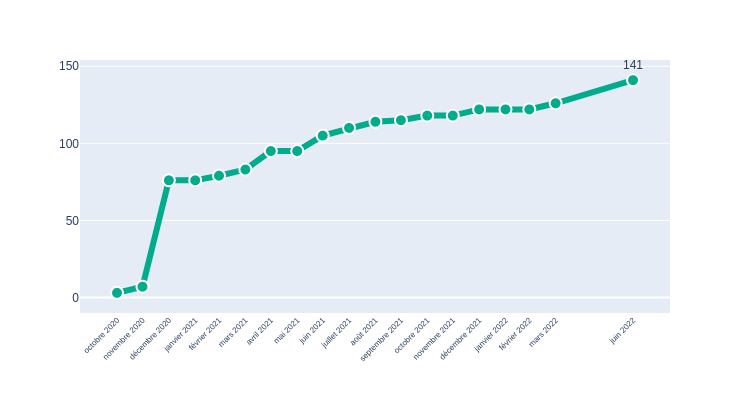 141
150
100
50
0
octobre 2020
novembre 2020
décembre 2020
janvier 2021
février 2021
mars 2021
avril 2021
mai 2021
juin 2021
juillet 2021
août 2021
septembre 2021
octobre 2021
novembre 2021
décembre 2021
janvier 2022
février 2022
mars 2022
juin 2022